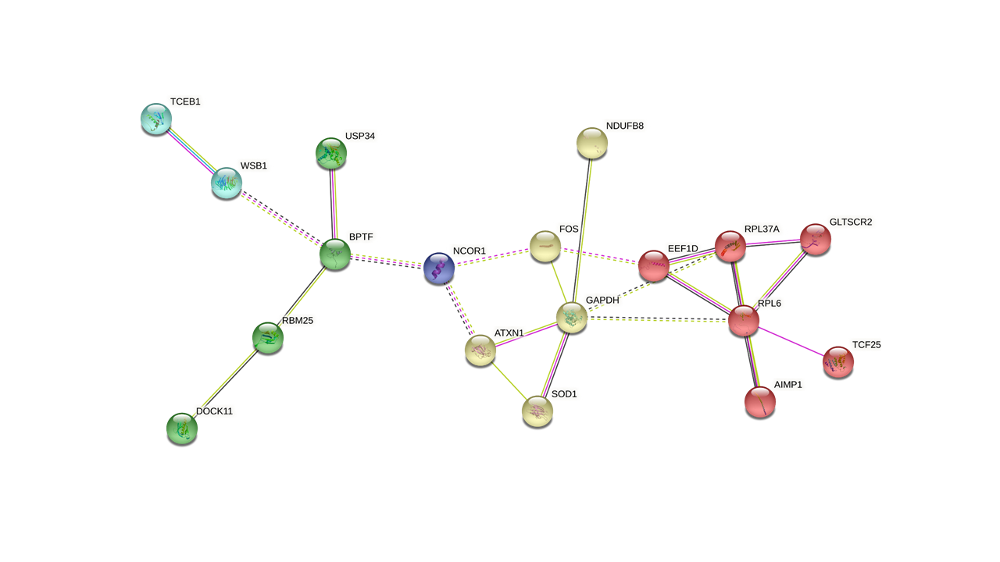 TCEB1
NDUFB8
USP34
WSB1
GLTSCR2
FOS
RPL37A
BPTF
EEF1D
NCOR1
GAPDH
RPL6
RBM25
ATXN1
TCF25
AIMP1
SOD1
DOCK11